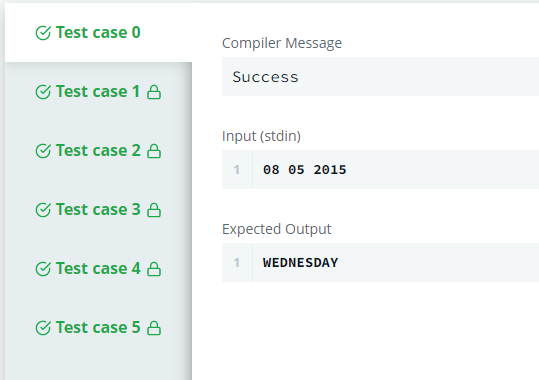 Test case 0
Test case 1
Test case 2
Test case 3
Test case 4
Test case 5
Compiler Message
Success
Input (stdin)
1 08 05 2015
Expected Output
1 WEDNESDAY